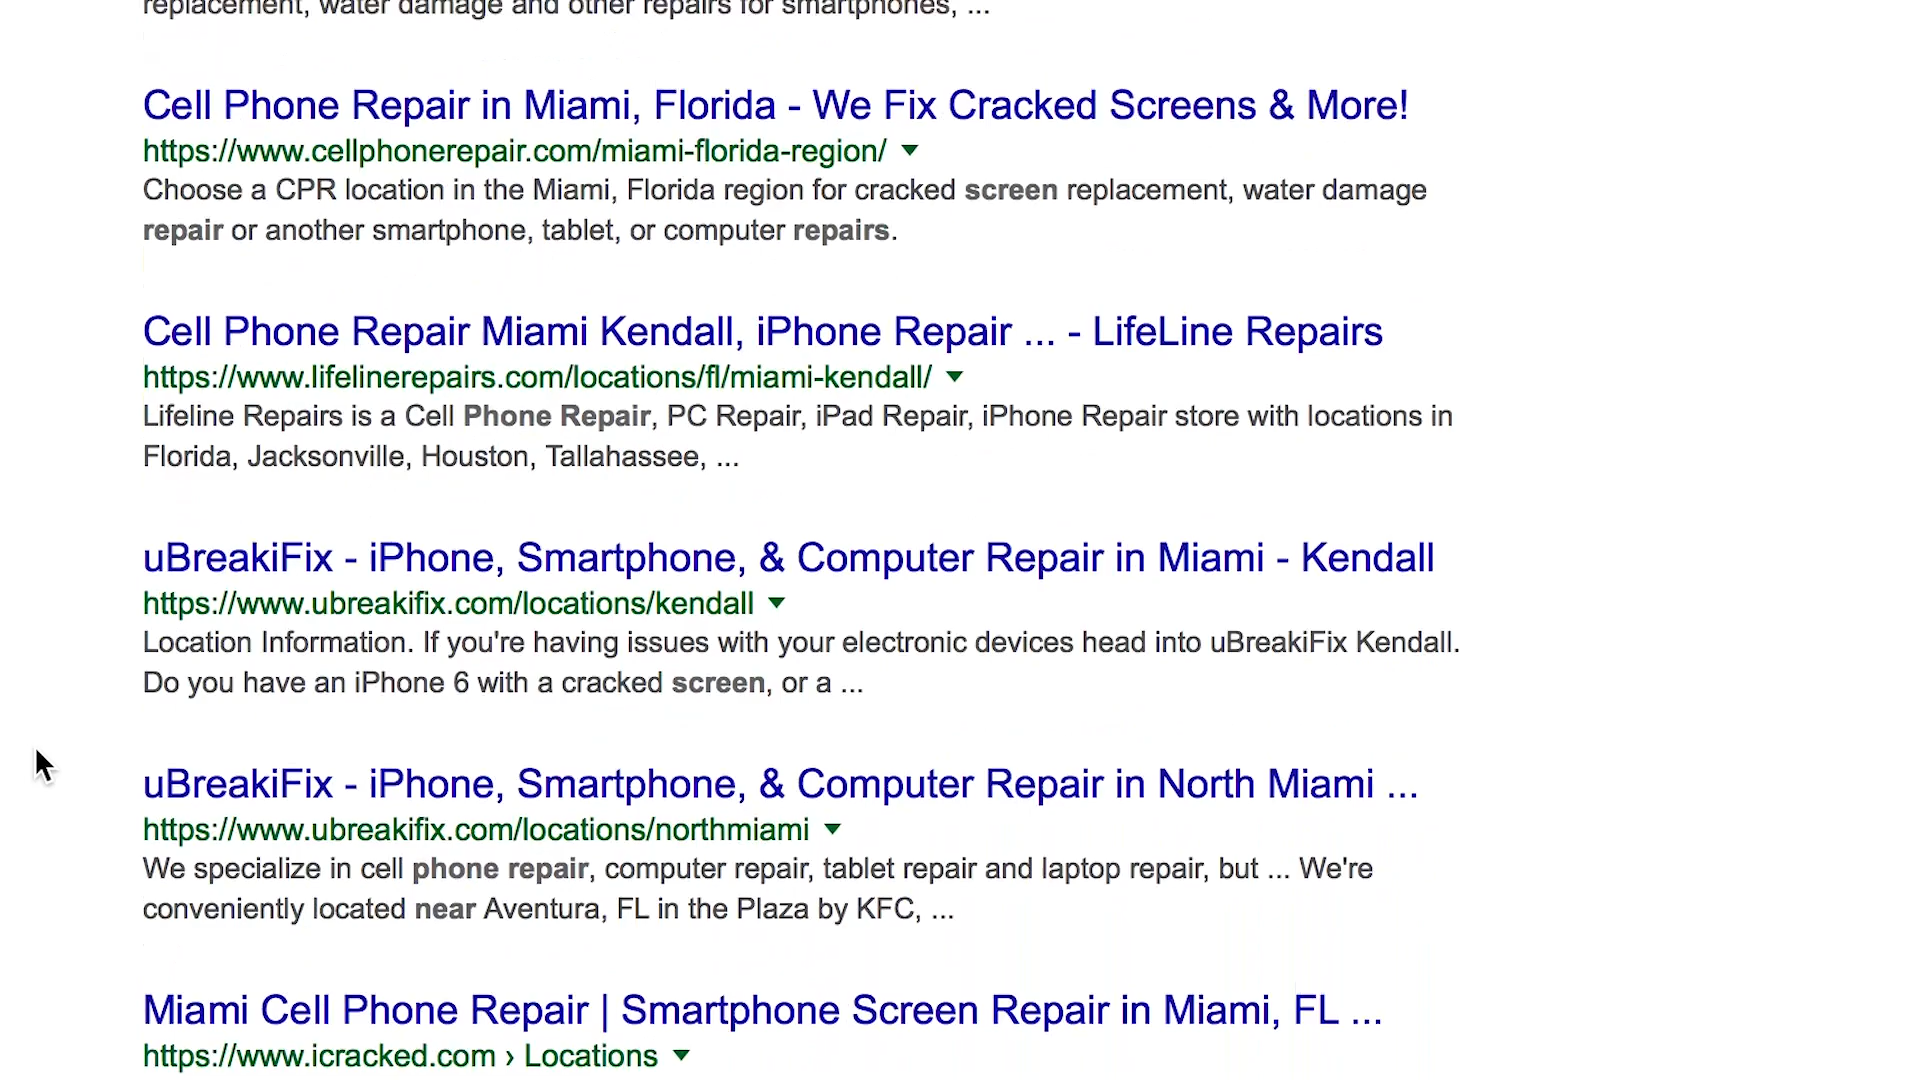 replacement, water damage and other repairs for smartphones, ...
Cell Phone Repair in Miami, Florida - We Fix Cracked Screens & More!
https://www.cellphonerepair.com/miami-florida-region/
Choose a CPR location in the Miami, Florida region for cracked screen replacement, water damage
repair or another smartphone, tablet, or computer repairs.
Cell Phone Repair Miami Kendall, iPhone Repair ... - LifeLine Repairs
https://www.lifelinerepairs.com/locations/fl/miami-kendall/
Lifeline Repairs is a Cell Phone Repair, PC Repair, iPad Repair, iPhone Repair store with locations in
Florida, Jacksonville, Houston, Tallahassee, ...
uBreakiFix - iPhone, Smartphone, & Computer Repair in Miami - Kendall
https://www.ubreakifix.com/locations/kendall
Location Information. If you're having issues with your electronic devices head into uBreakiFix Kendall.
Do you have an iPhone 6 with a cracked screen, or a ...
uBreakiFix - iPhone, Smartphone, & Computer Repair in North Miami ...
https://www.ubreakifix.com/locations/northmiami
We specialize in cell phone repair, computer repair, tablet repair and laptop repair, but ... We're
conveniently located near Aventura, FL in the Plaza by KFC, ...
Miami Cell Phone Repair | Smartphone Screen Repair in Miami, FL ...
https://www.icracked.com › Locations